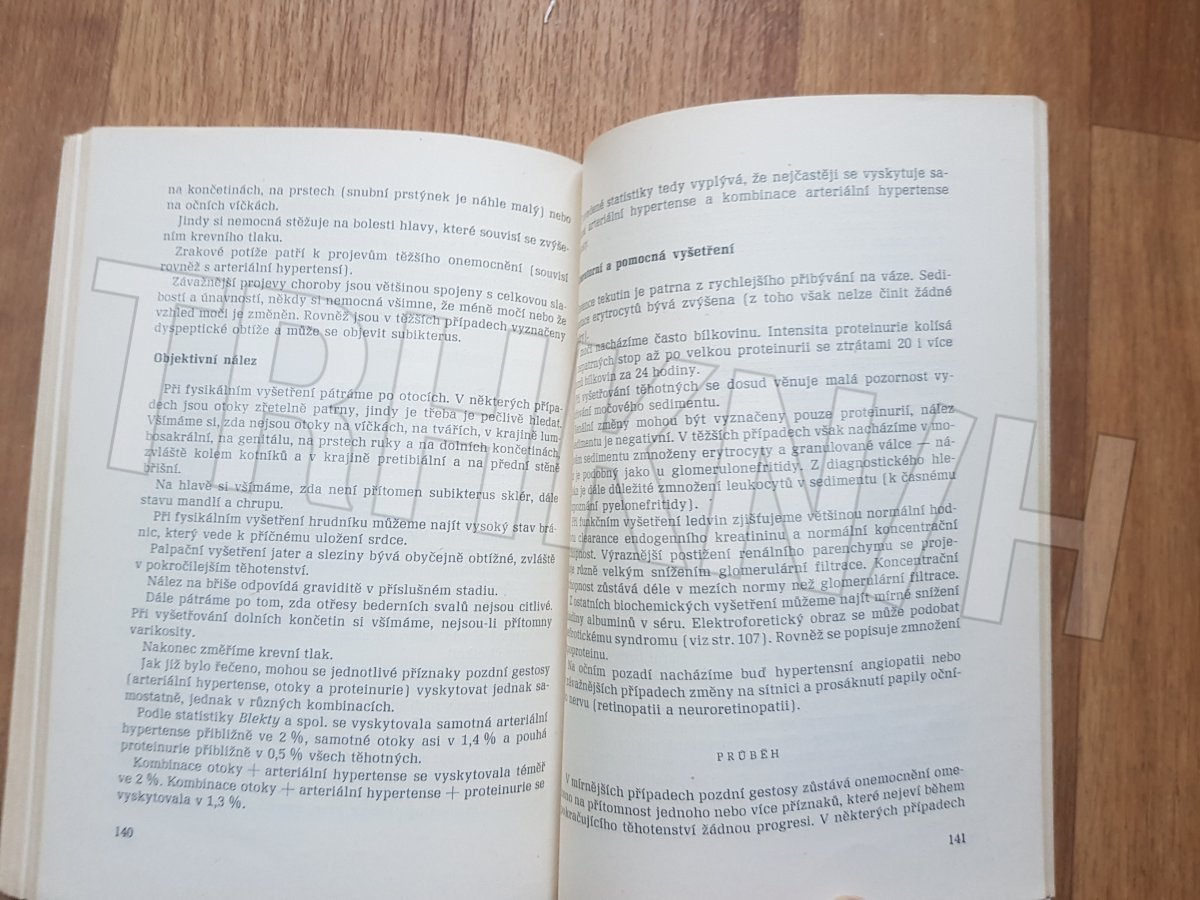 na končetinách, na prstech (snubní prstýnek je náhle malý) nebo
na očních víčkách.
Jindy si nemocná stěžuje na bolesti hlavy, které souvisí se zvýše-
ním krevního tlaku.
Zrakové potíže patří k projevům těžšího onemocnění (souvisí
rovněž s arteriální hypertensí).
Závažnější projevy choroby jsou většinou spojeny s celkovou sla-
bostí a únavností, někdy si nemocná všimne, že méně močí nebo že
vzhled moči je změněn. Rovněž jsou v těžších případech vyznačeny
dyspeptické obtíže a může se objevit subikterus.
Objektivní nález
Při fysikálním vyšetření pátráme po otocích. V některých přípa-
dech jsou otoky zřetelně patrny, jindy je třeba je pečlivě hledat.
Všímáme si, zda nejsou otoky na víčkách, na tvářích, v krajině lum-
bosakrální, na genitálu, na prstech ruky a na dolních končetinách,
zvláště kolem kotníků a v krajině pretibiální a na přední stěně
břišní.
Na hlavě si všímáme, zda není přítomen subikterus sklér, dále
stavu mandlí a chrupu.
Při fysikálním vyšetření hrudníku můžeme najít vysoký stav brá-
nic, který vede k příčnému uložení srdce.
Palpační vyšetření jater a sleziny bývá obyčejně obtížné, zvláště
v pokročilejším těhotenství.
Nález na břiše odpovídá graviditě v příslušném stadiu.
Dále pátráme po tom, zda otřesy bederních svalů nejsou citlivé.
Při vyšetřování dolních končetin si všímáme, nejsou-li přítomny
varikosity.
Nakonec změříme krevní tlak.
Jak již bylo řečeno, mohou se jednotlivé příznaky pozdní gestosy
(arteriální hypertense, otoky a proteinurie) vyskytovat jednak sa-
mostatně, jednak v různých kombinacích.
Podle statistiky Blekty a spol. se vyskytovala samotná arteriální
hypertense přibližně ve 2 %, samotné otoky asi v 1,4 % a pouhá
proteinurie přibližně v 0,5 % všech těhotných.
Kombinace otoky + arteriální hypertense se vyskytovala téměř
ve 2 %. Kombinace otoky + arteriální hypertense + proteinurie se
vyskytovala v 1,3 %.
140
statistiky tedy vyplývá, že nejčastěji se vyskytuje sa-
arteriální hypertense a kombinace arteriální hypertense
a pomocná vyšetření
tekutin je patrna z rychlejšího přibývání na váze. Sedi-
erytrocytů bývá zvýšena (z toho však nelze činit žádné
nacházíme často bílkovinu. Intensita proteinurie kolísá
stop až po velkou proteinurii se ztrátami 20 i více
bílkovin za 24 hodiny.
vyšetřování těhotných se dosud věnuje malá pozornost vy-
močového sedimentu.
změny mohou být vyznačeny pouze proteinurií, nález
sedimentu je negativní. V těžších případech však nacházíme v mo-
sedimentu zmnoženy erytrocyty a granulované válce — ná-
je podobný jako u glomerulonefritidy. Z diagnostického hle-
je dále důležité zmnožení leukocytů v sedimentu (k časnému
pyelonefritidy).
Při funkčním vyšetření ledvin zjišťujeme většinou normální hod-
clearance endogenního kreatininu a normální koncentrační
Výraznější postižení renálního parenchymu se proje-
různě velkým snížením glomerulární filtrace. Koncentrační
zůstává déle v mezích normy než glomerulární filtrace.
Z ostatních biochemických vyšetření můžeme najít mírné snížení
albuminů v séru. Elektroforetický obraz se může podobat
syndromu (viz str. 107). Rovněž se popisuje zmnožení
Na očním pozadí nacházíme buď hypertensní angiopatii nebo
případech změny na sítnici a prosáknutí papily oční-
nervu (retinopatii a neuroretinopatii).
PRŮBĚH
V mírnějších případech pozdní gestosy zůstává onemocnění ome-
na přítomnost jednoho nebo více příznaků, které nejeví během
pokračujícího těhotenství žádnou progresi. V některých případech
141
TRHKNIH